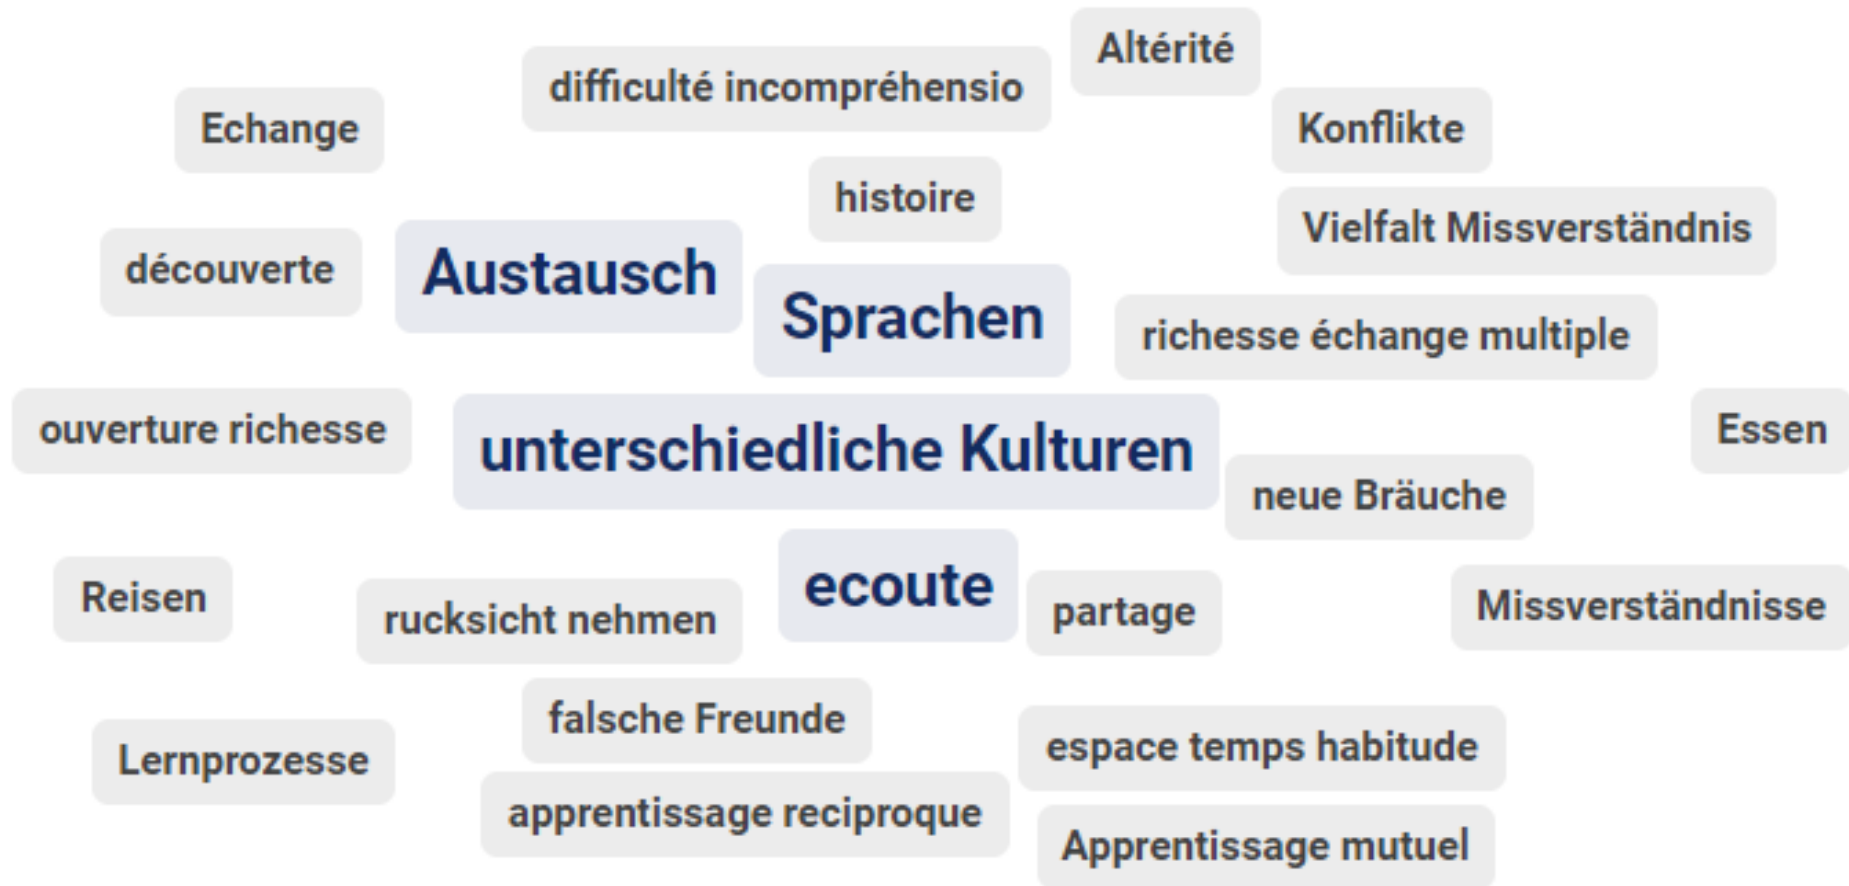 Altérité
difficulté incompréhensio
Echange
Konflikte
histoire
Vielfalt Missverständnis
découverte
Austausch
Sprachen
richesse échange multiple
ouverture richesse
unterschiedliche Kulturen
Essen
neue Bräuche
Reisen
rucksicht nehmen
ecoute
partage
Missverständnisse
falsche Freunde
Lernprozesse
espace temps habitude
apprentissage reciproque
Apprentissage mutuel